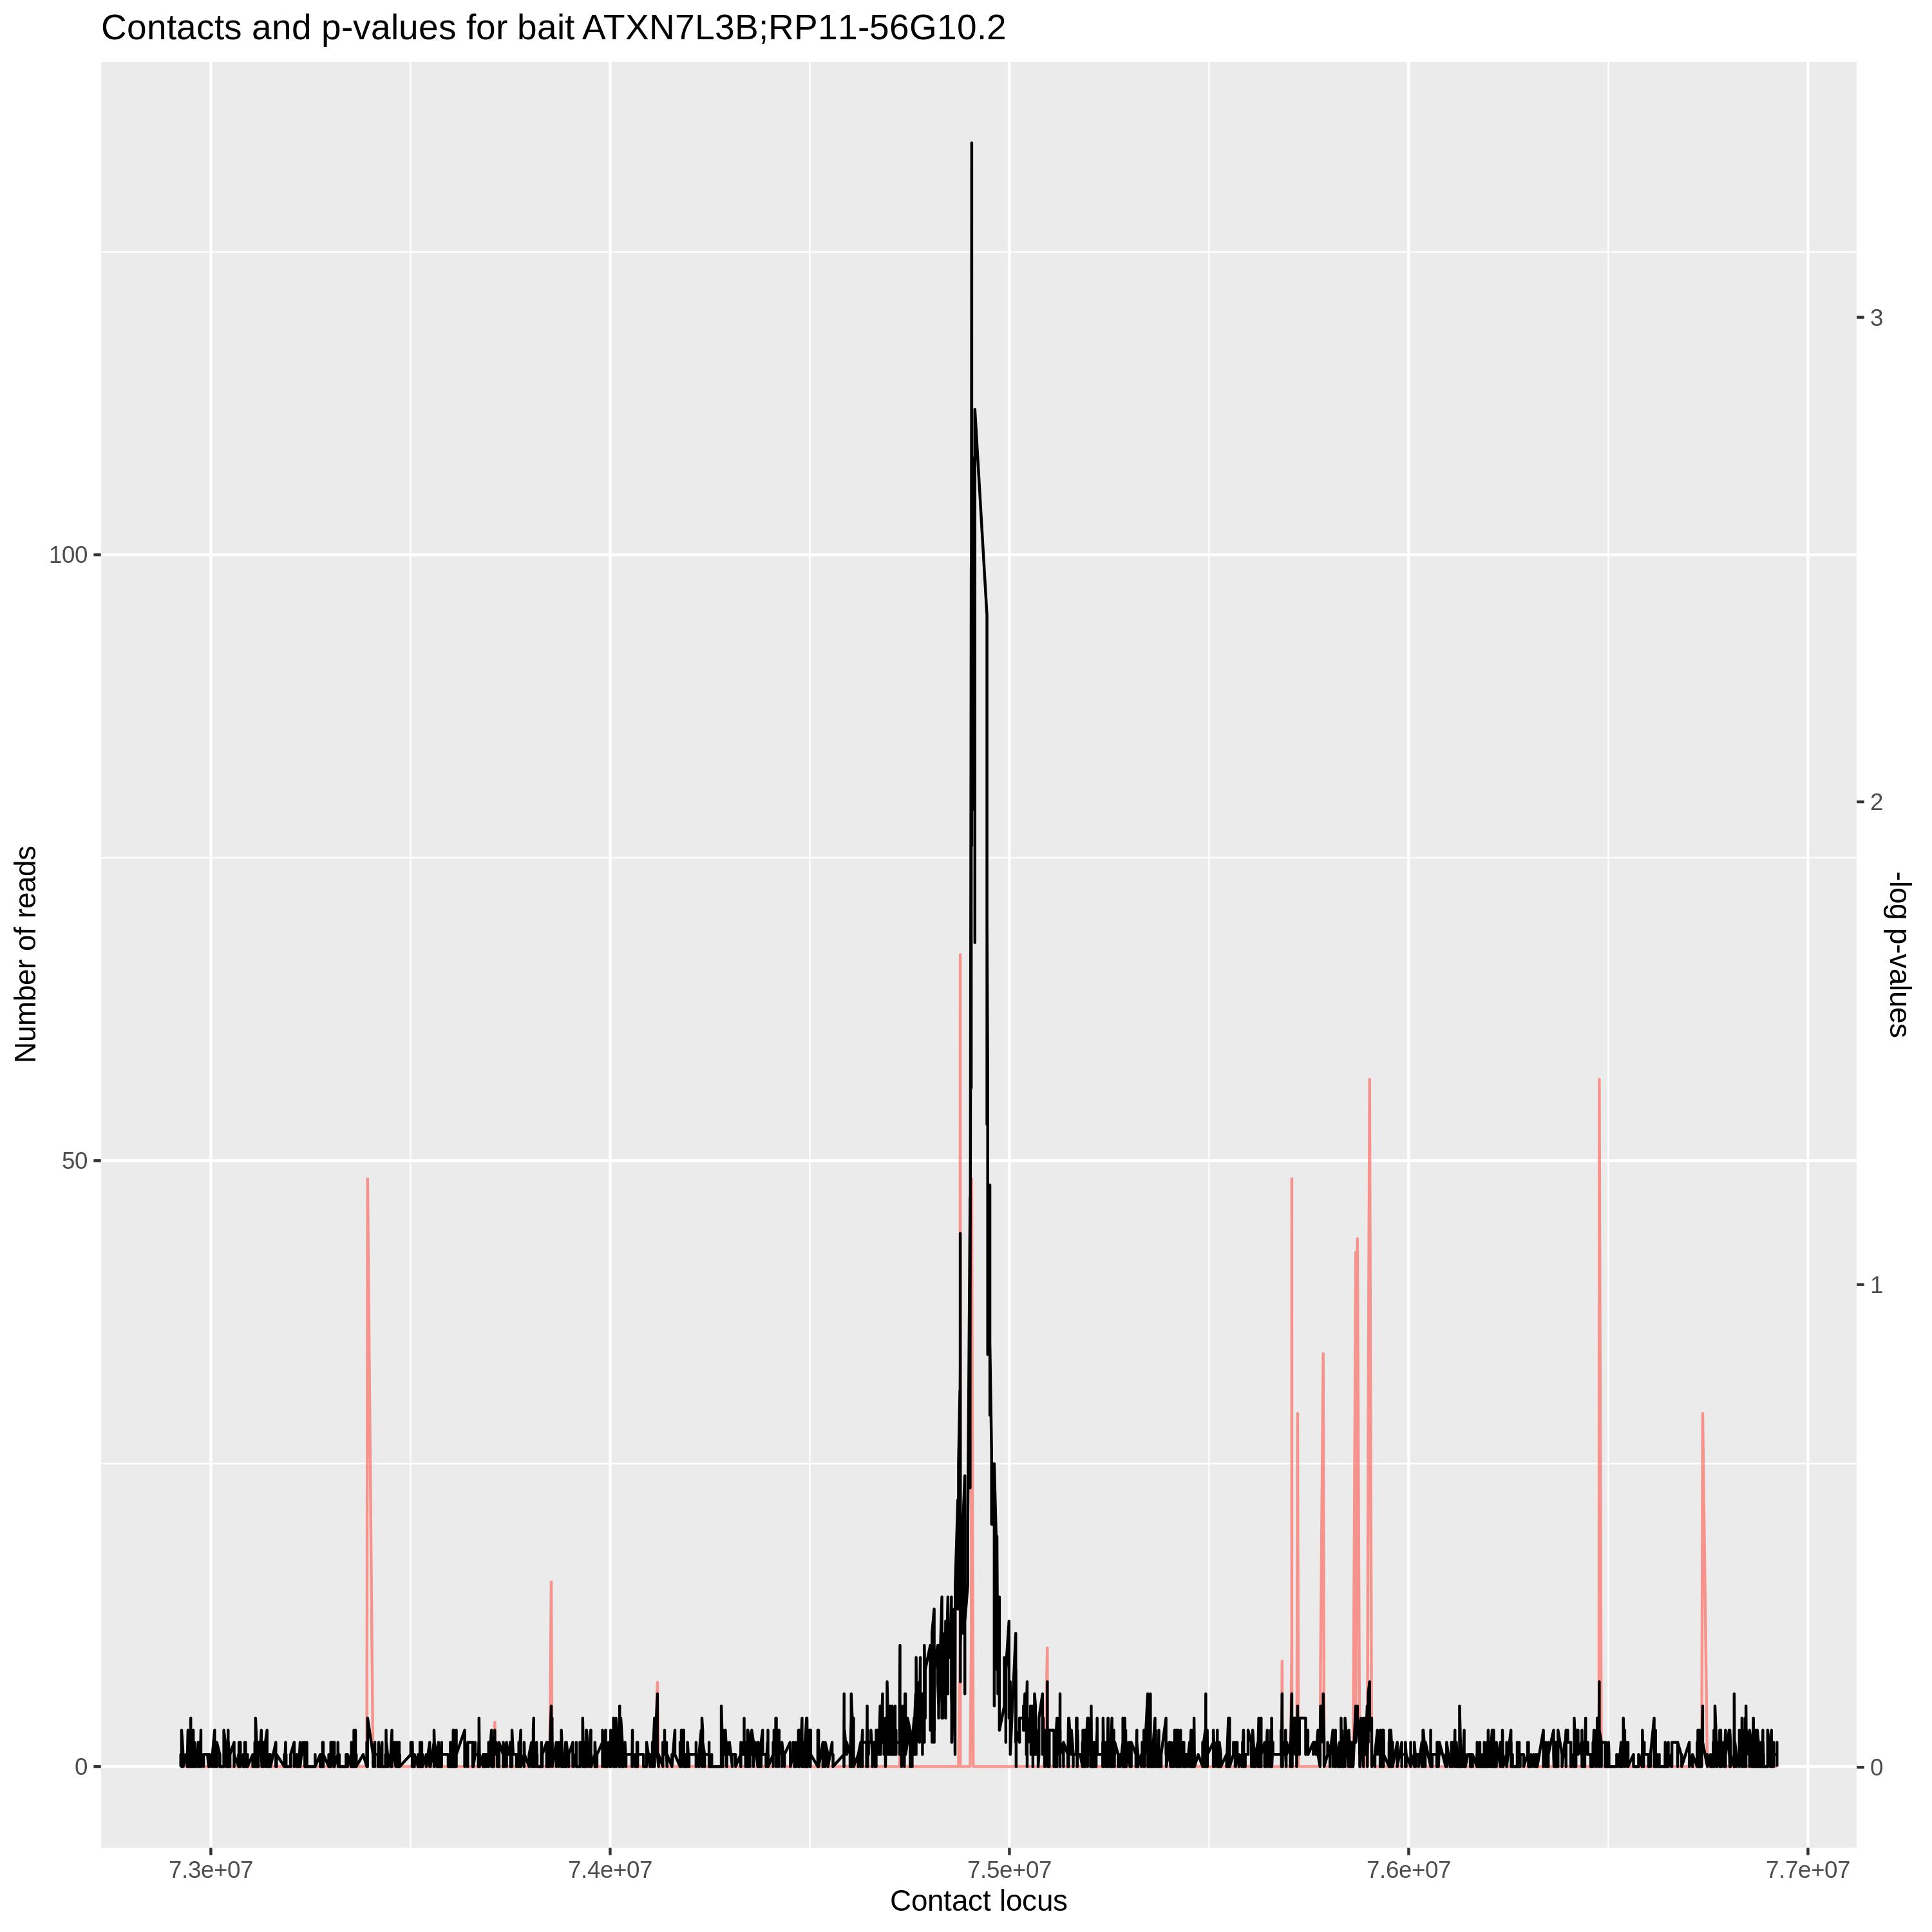 Contacts and p-values for bait ATXN7L3B;RP11-56G10.2
Number of reads
100
50
0
3
2
1
0
-log p-values
7.3e+07
7.4e+07
7.5e+07
7.6e+07
7.7e+07
Contact locus